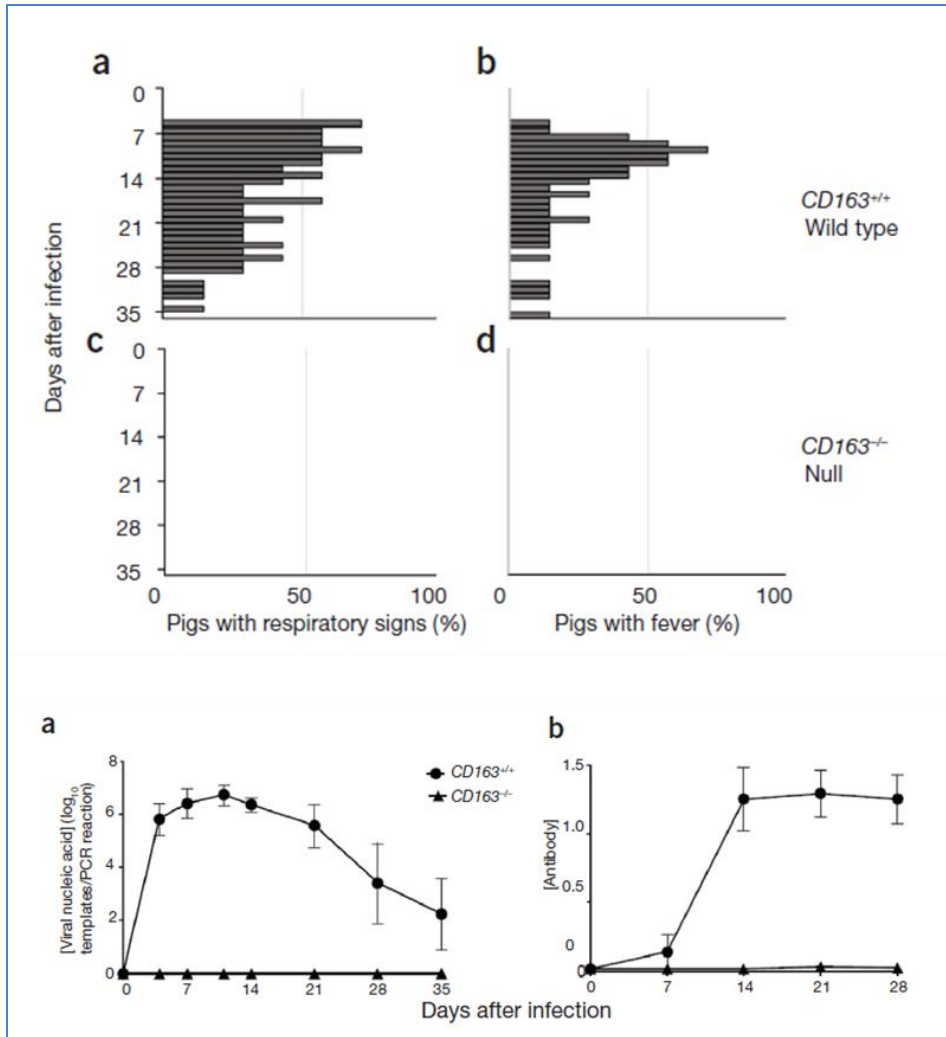 a
b
0
7
14
21
28
35
CD163+/+
Wild type
Days after infection
c
d
0
7
14
21
28
35
CD163−/−
Null
0 50 100
0 50 100
Pigs with respiratory signs (%)
Pigs with fever (%)
a
[Viral nucleic acid] (log10
templates/PCR reaction)
8
6
4
2
0
0 7 14 21 28 35
CD163+/+
CD163−/−
b
[Antibody]
1.5
1.0
0.5
0
0
0 7 14 21 28
Days after infection